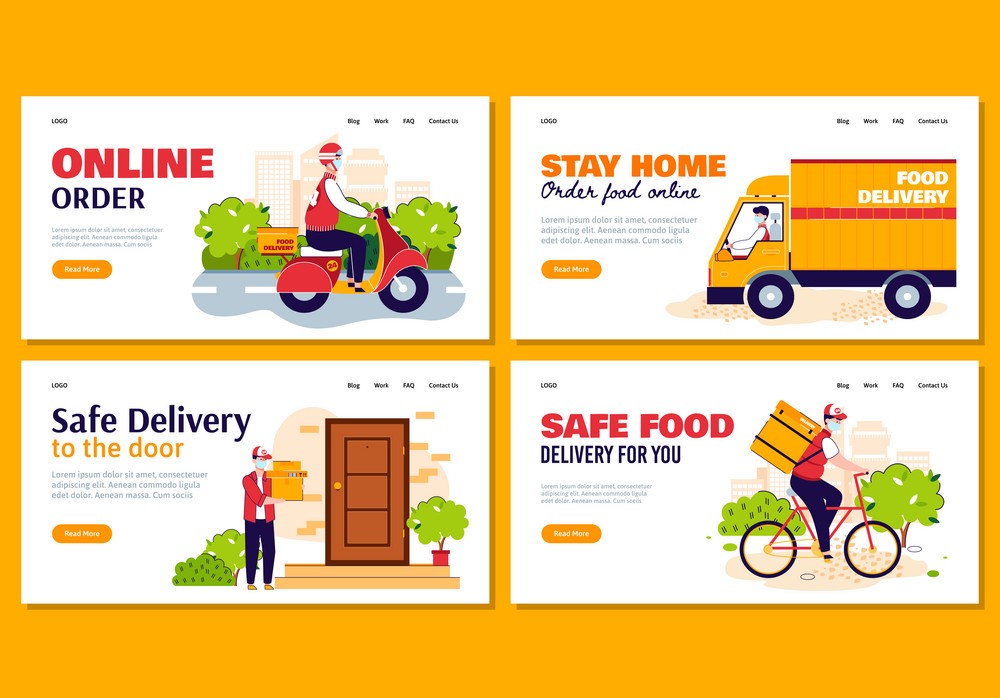 LOGO Blog Work FAQ Contact Us
ONLINE
ORDER
Lorem ipsum dolor sit amet, consectetuer
adipiscing elit. Aenean commodo ligula eget
dolor. Aenean massa. Cum sociis
Read More
FOOD
DELIVERY
24
LOGO Blog Work FAQ Contact Us
STAY HOME
Order food online
Lorem ipsum dolor sit amet, consectetuer
adipiscing elit. Aenean commodo ligula eget
dolor. Aenean massa. Cum sociis
Read More
FOOD
DELIVERY
LOGO Blog Work FAQ Contact Us
Safe Delivery
to the door
Lorem ipsum dolor sit amet, consectetuer
adipiscing elit. Aenean commodo ligula eget
dolor. Aenean massa. Cum sociis
Read More
LOGO Blog Work FAQ Contact Us
SAFE FOOD
DELIVERY FOR YOU
Lorem ipsum dolor sit amet, consectetuer
adipiscing elit. Aenean commodo ligula eget
dolor. Aenean massa. Cum sociis
Read More